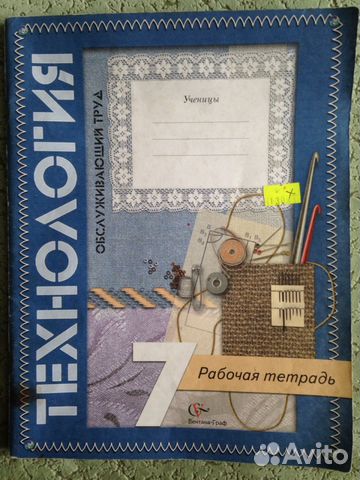 ТЕХНОЛОГИЯ
ОБСЛУЖИВАЮЩИЙ ТРУД
Ученицы
7
Рабочая тетрадь
Вентана-Граф
Avito